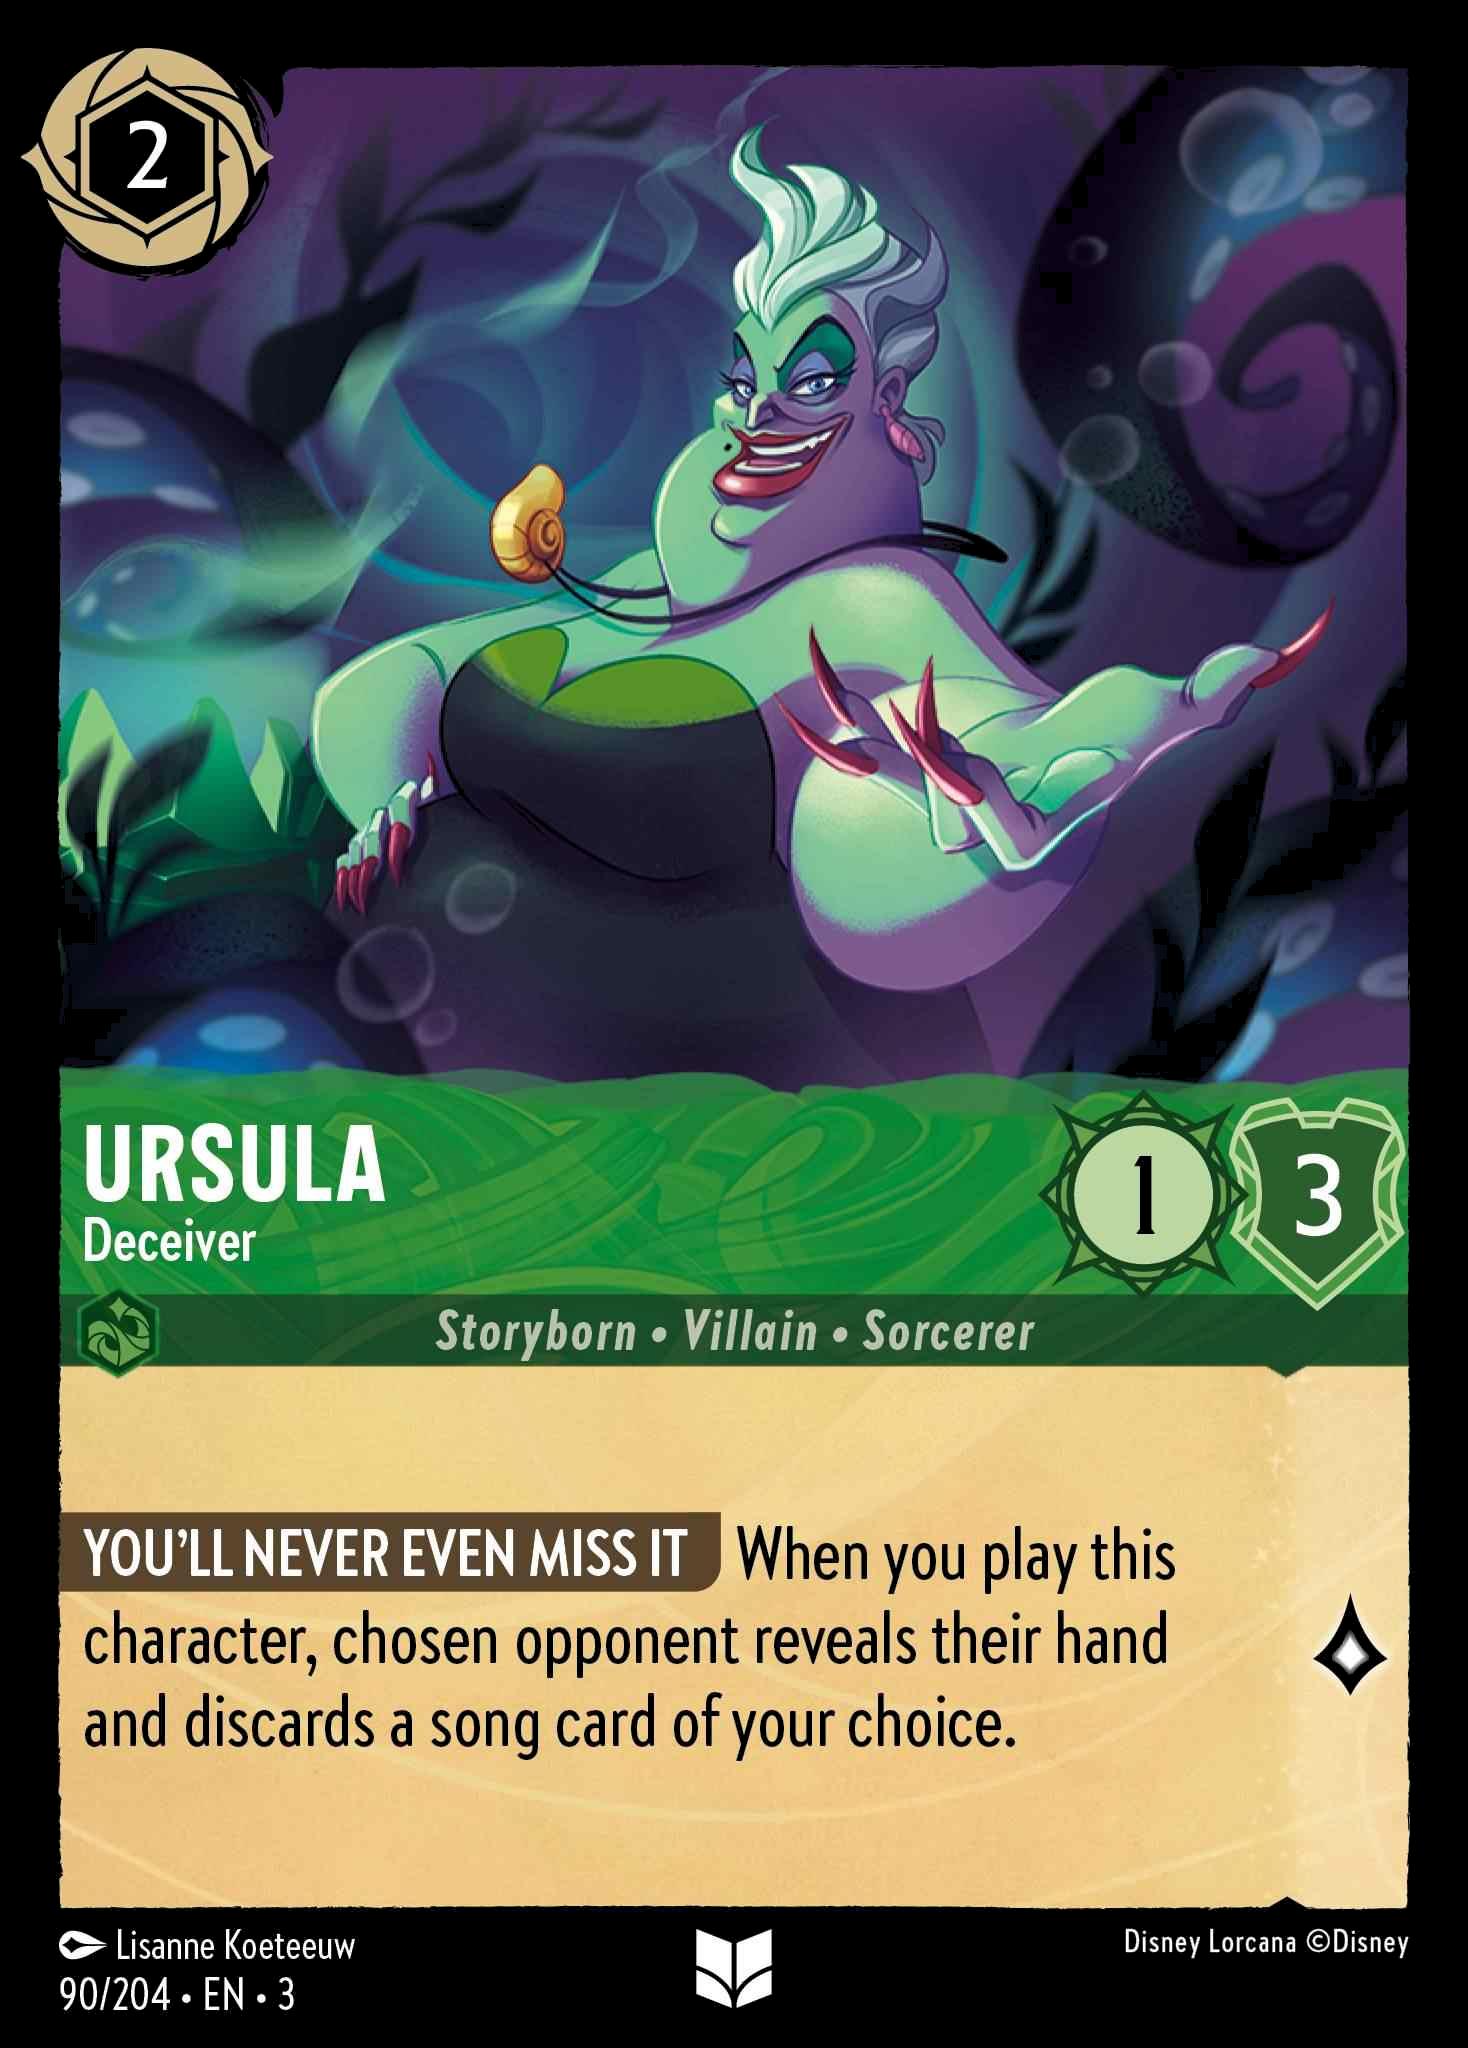 2
URSULA
Deceiver
1
3
Storyborn • Villain • Sorcerer
YOU'LL NEVER EVEN MISS IT When you play this
character, chosen opponent reveals their hand
and discards a song card of your choice.
Lisanne Koeteeuw
Disney Lorcana ©Disney
90/204 • EN • 3